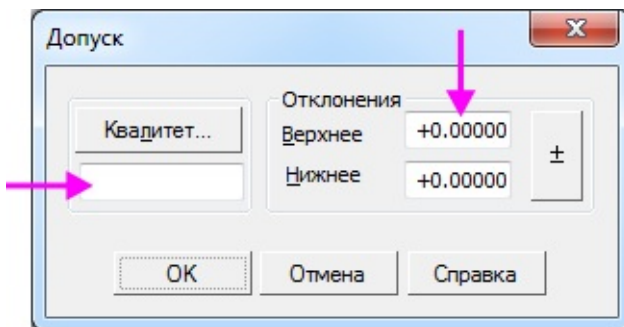 Допуск
Отклонения
Квалитет...
Верхнее +0.00000
±
Нижнее +0.00000
OK Отмена Справка